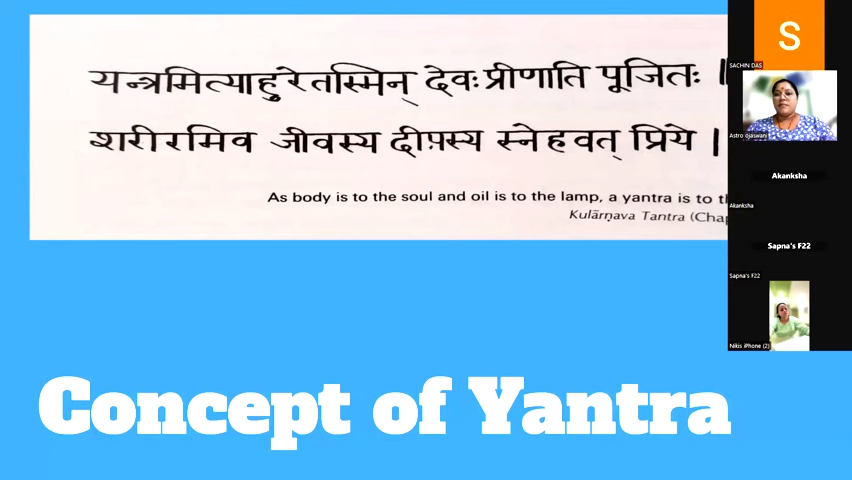 यन्त्रमित्याहुरेतस्मिन् देवः प्रीणाति पूजितः ।
शरीरमिव जीवस्य दीपस्य स्नेहवत् प्रिये ।
As body is to the soul and oil is to the lamp, a yantra is to
Kulārṇava Tantra (Chap
Concept of Yantra
S
SACHIN DAS
Astro ojaswani
Akanksha
Akanksha
Sapna's F22
Sapna's F22
Nikis iPhone (2)